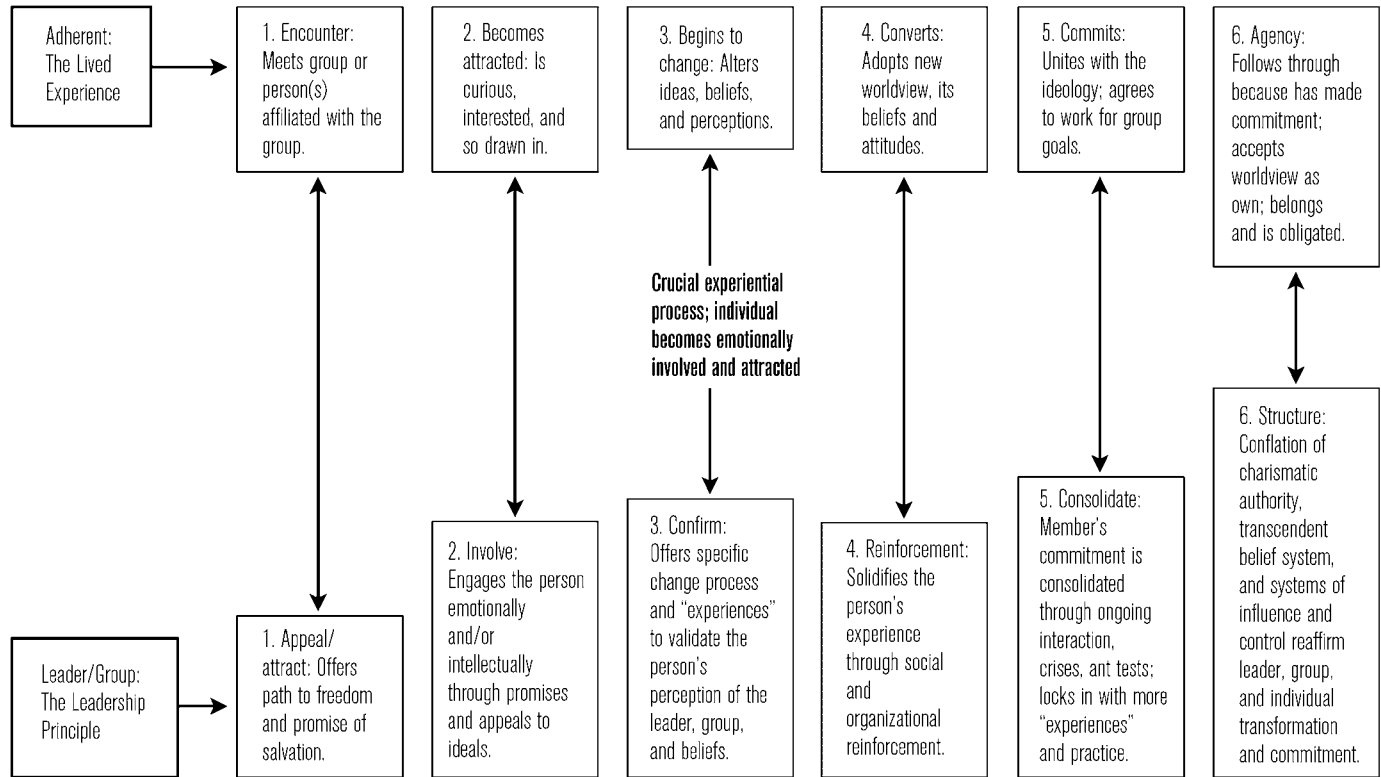 Adherent:
The Lived
Experience
1. Encounter:
Meets group or
person(s)
affiliated with the
group.
2. Becomes
attracted: Is
curious,
interested, and
so drawn in.
3. Begins to
change: Alters
ideas, beliefs,
and perceptions.
4. Converts:
Adopts new
worldview, its
beliefs and
attitudes.
5. Commits:
Unites with the
ideology; agrees
to work for group
goals.
6. Agency:
Follows through
because has made
commitment;
accepts
worldview as
own; belongs
and is obligated.
Crucial experiential
process; individual
becomes emotionally
involved and attracted
Leader/Group:
The Leadership
Principle
1. Appeal/
attract: Offers
path to freedom
and promise of
salvation.
2. Involve:
Engages the person
emotionally
and/or
intellectually
through promises
and appeals to
ideals.
3. Confirm:
Offers specific
change process
and “experiences”
to validate the
person’s
perception of the
leader, group,
and beliefs.
4. Reinforcement:
Solidifies the
person’s
experience
through social
and
organizational
reinforcement.
5. Consolidate:
Member’s
commitment is
consolidated
through ongoing
interaction,
crises, ant tests;
locks in with more
“experiences”
and practice.
6. Structure:
Conflation of
charismatic
authority,
transcendent
belief system,
and systems of
influence and
control reaffirm
leader, group,
and individual
transformation
and commitment.